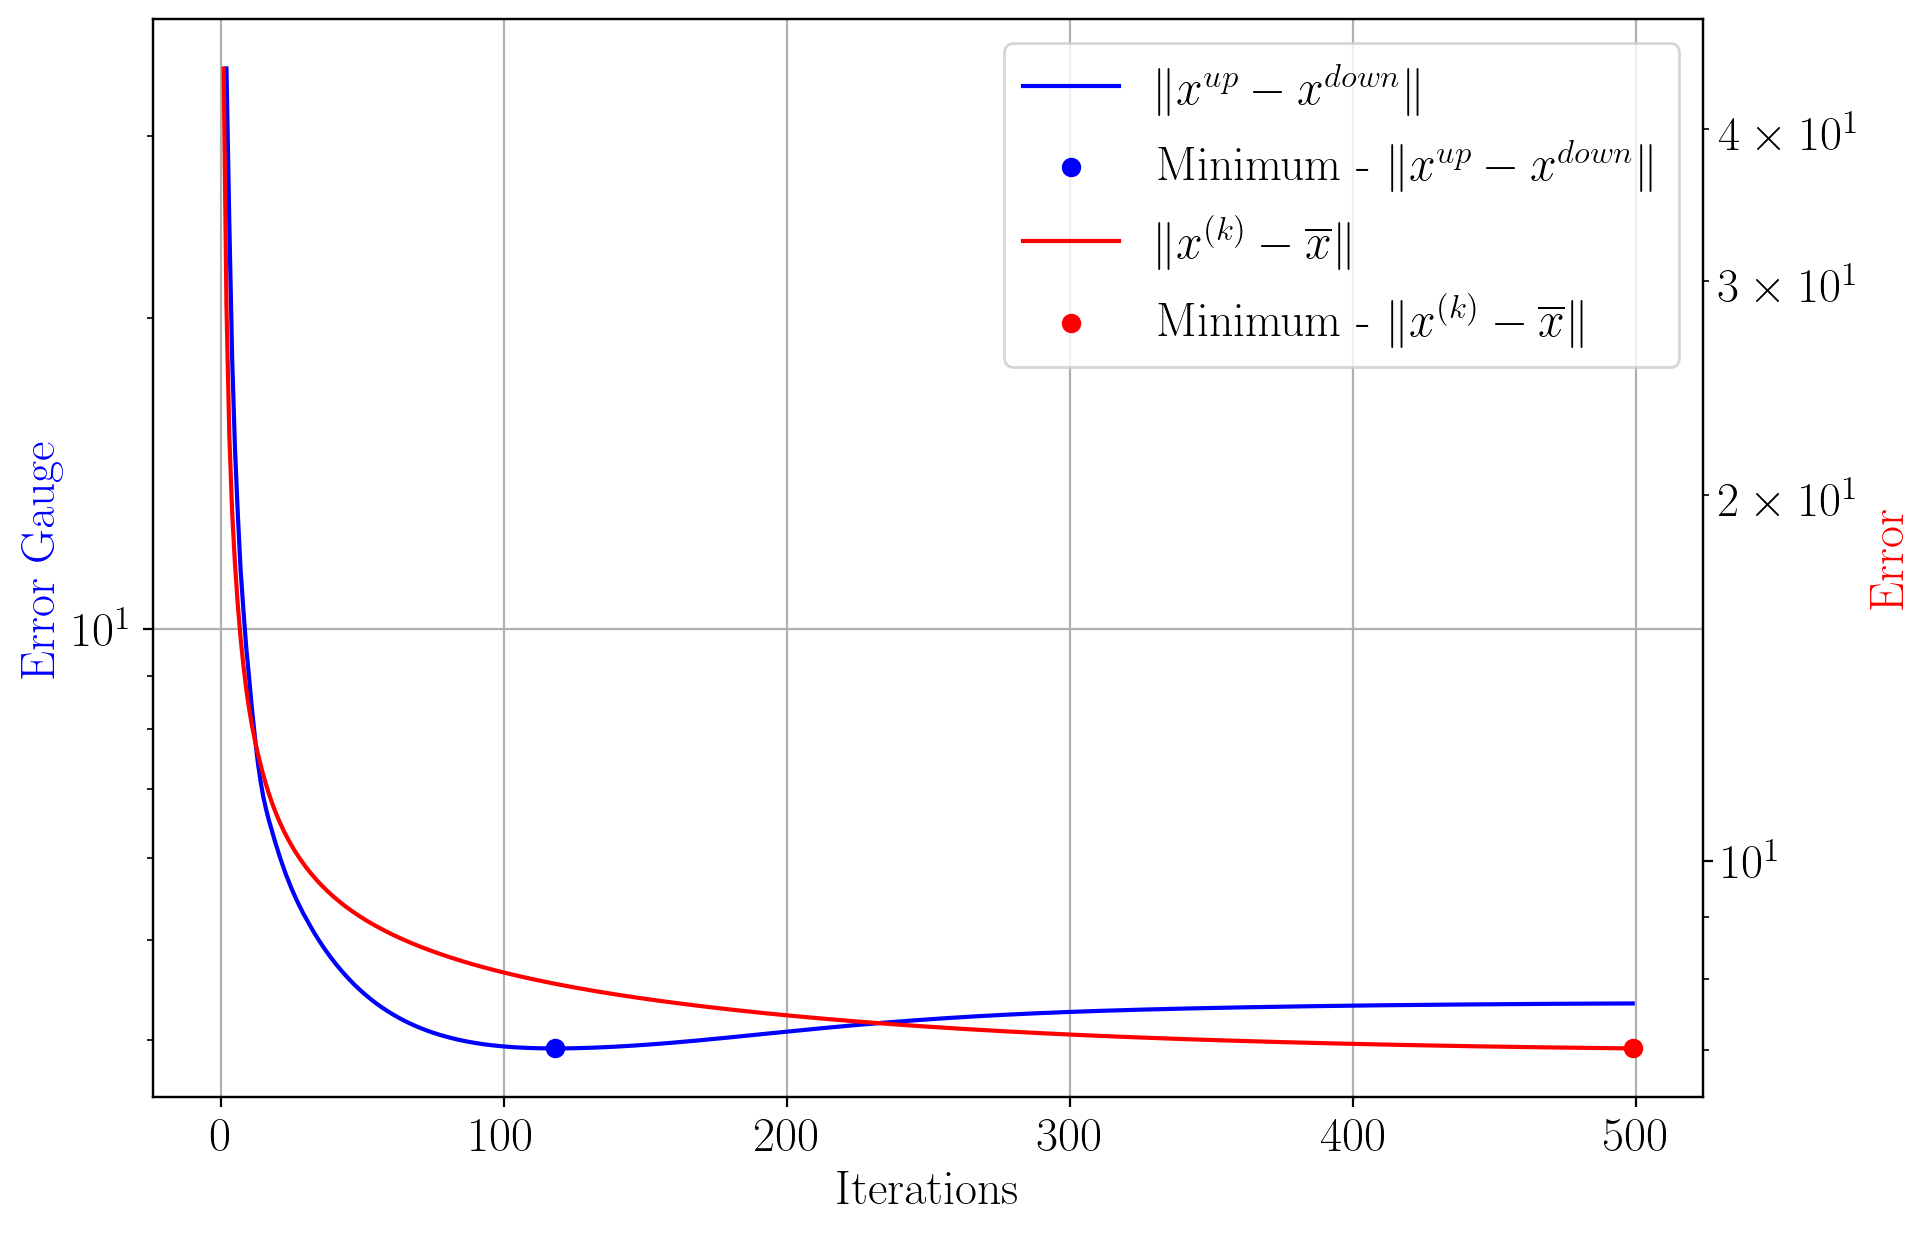 ‖x^{up} − x^{down}‖
Minimum - ‖x^{up} − x^{down}‖
‖x^{(k)} − x̅‖
Minimum - ‖x^{(k)} − x̅‖
Error Gauge
10^1
4 × 10^1
3 × 10^1
2 × 10^1
10^1
Error
0 100 200 300 400 500
Iterations